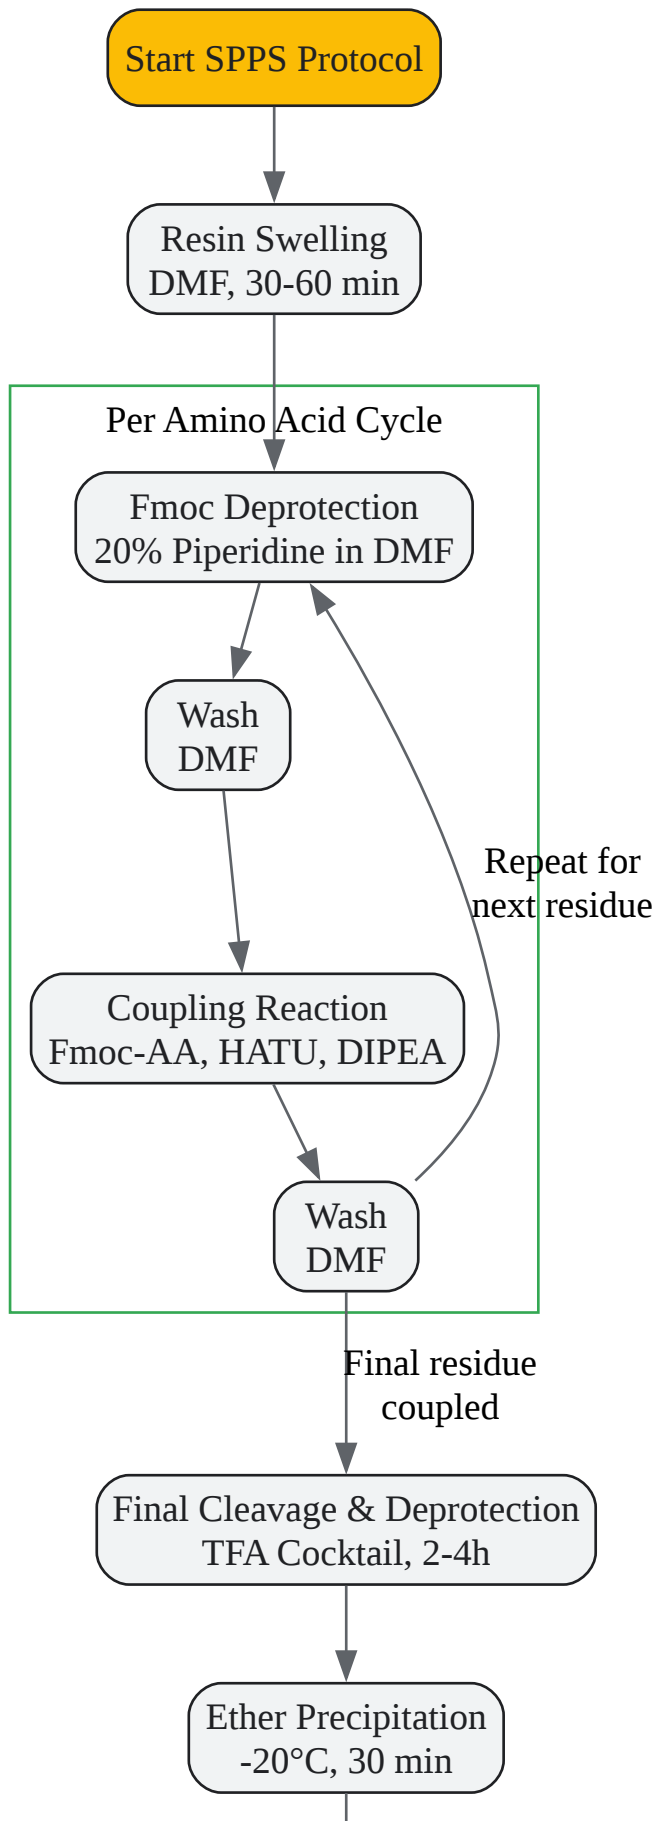 Start SPPS Protocol
Resin Swelling
DMF, 30-60 min
Per Amino Acid Cycle
Fmoc Deprotection
20% Piperidine in DMF
Wash
DMF
Repeat for
next residue
Coupling Reaction
Fmoc-AA, HATU, DIPEA
Wash
DMF
Final residue
coupled
Final Cleavage & Deprotection
TFA Cocktail, 2-4h
Ether Precipitation
-20°C, 30 min